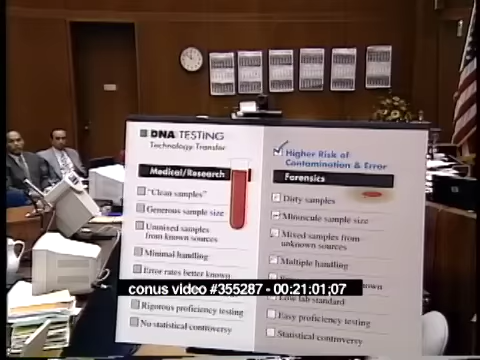 DNA TESTING
Technology Transfer
Medical/Research
"Clean samples"
Generous sample size
Unmixed samples
from known sources
Minimal handling
Error rates better known
Rigorous proficiency testing
No statistical controversy
Higher Risk of
Contamination & Error
Forensics
Dirty samples
Minuscule sample size
Mixed samples from
unknown sources
Multiple handling
known
Low lab standard
Easy proficiency testing
Statistical controversy
conus video #355287 - 00:21:01:07